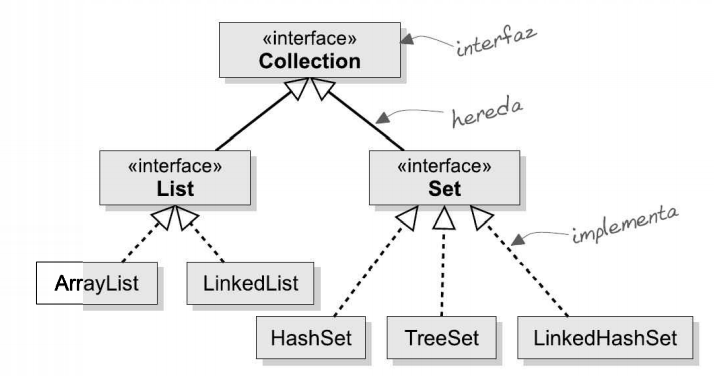 «interface»
Collection
interfaz
hereda
«interface»
List
«interface»
Set
implementa
ArrayList
LinkedList
HashSet
TreeSet
LinkedHashSet